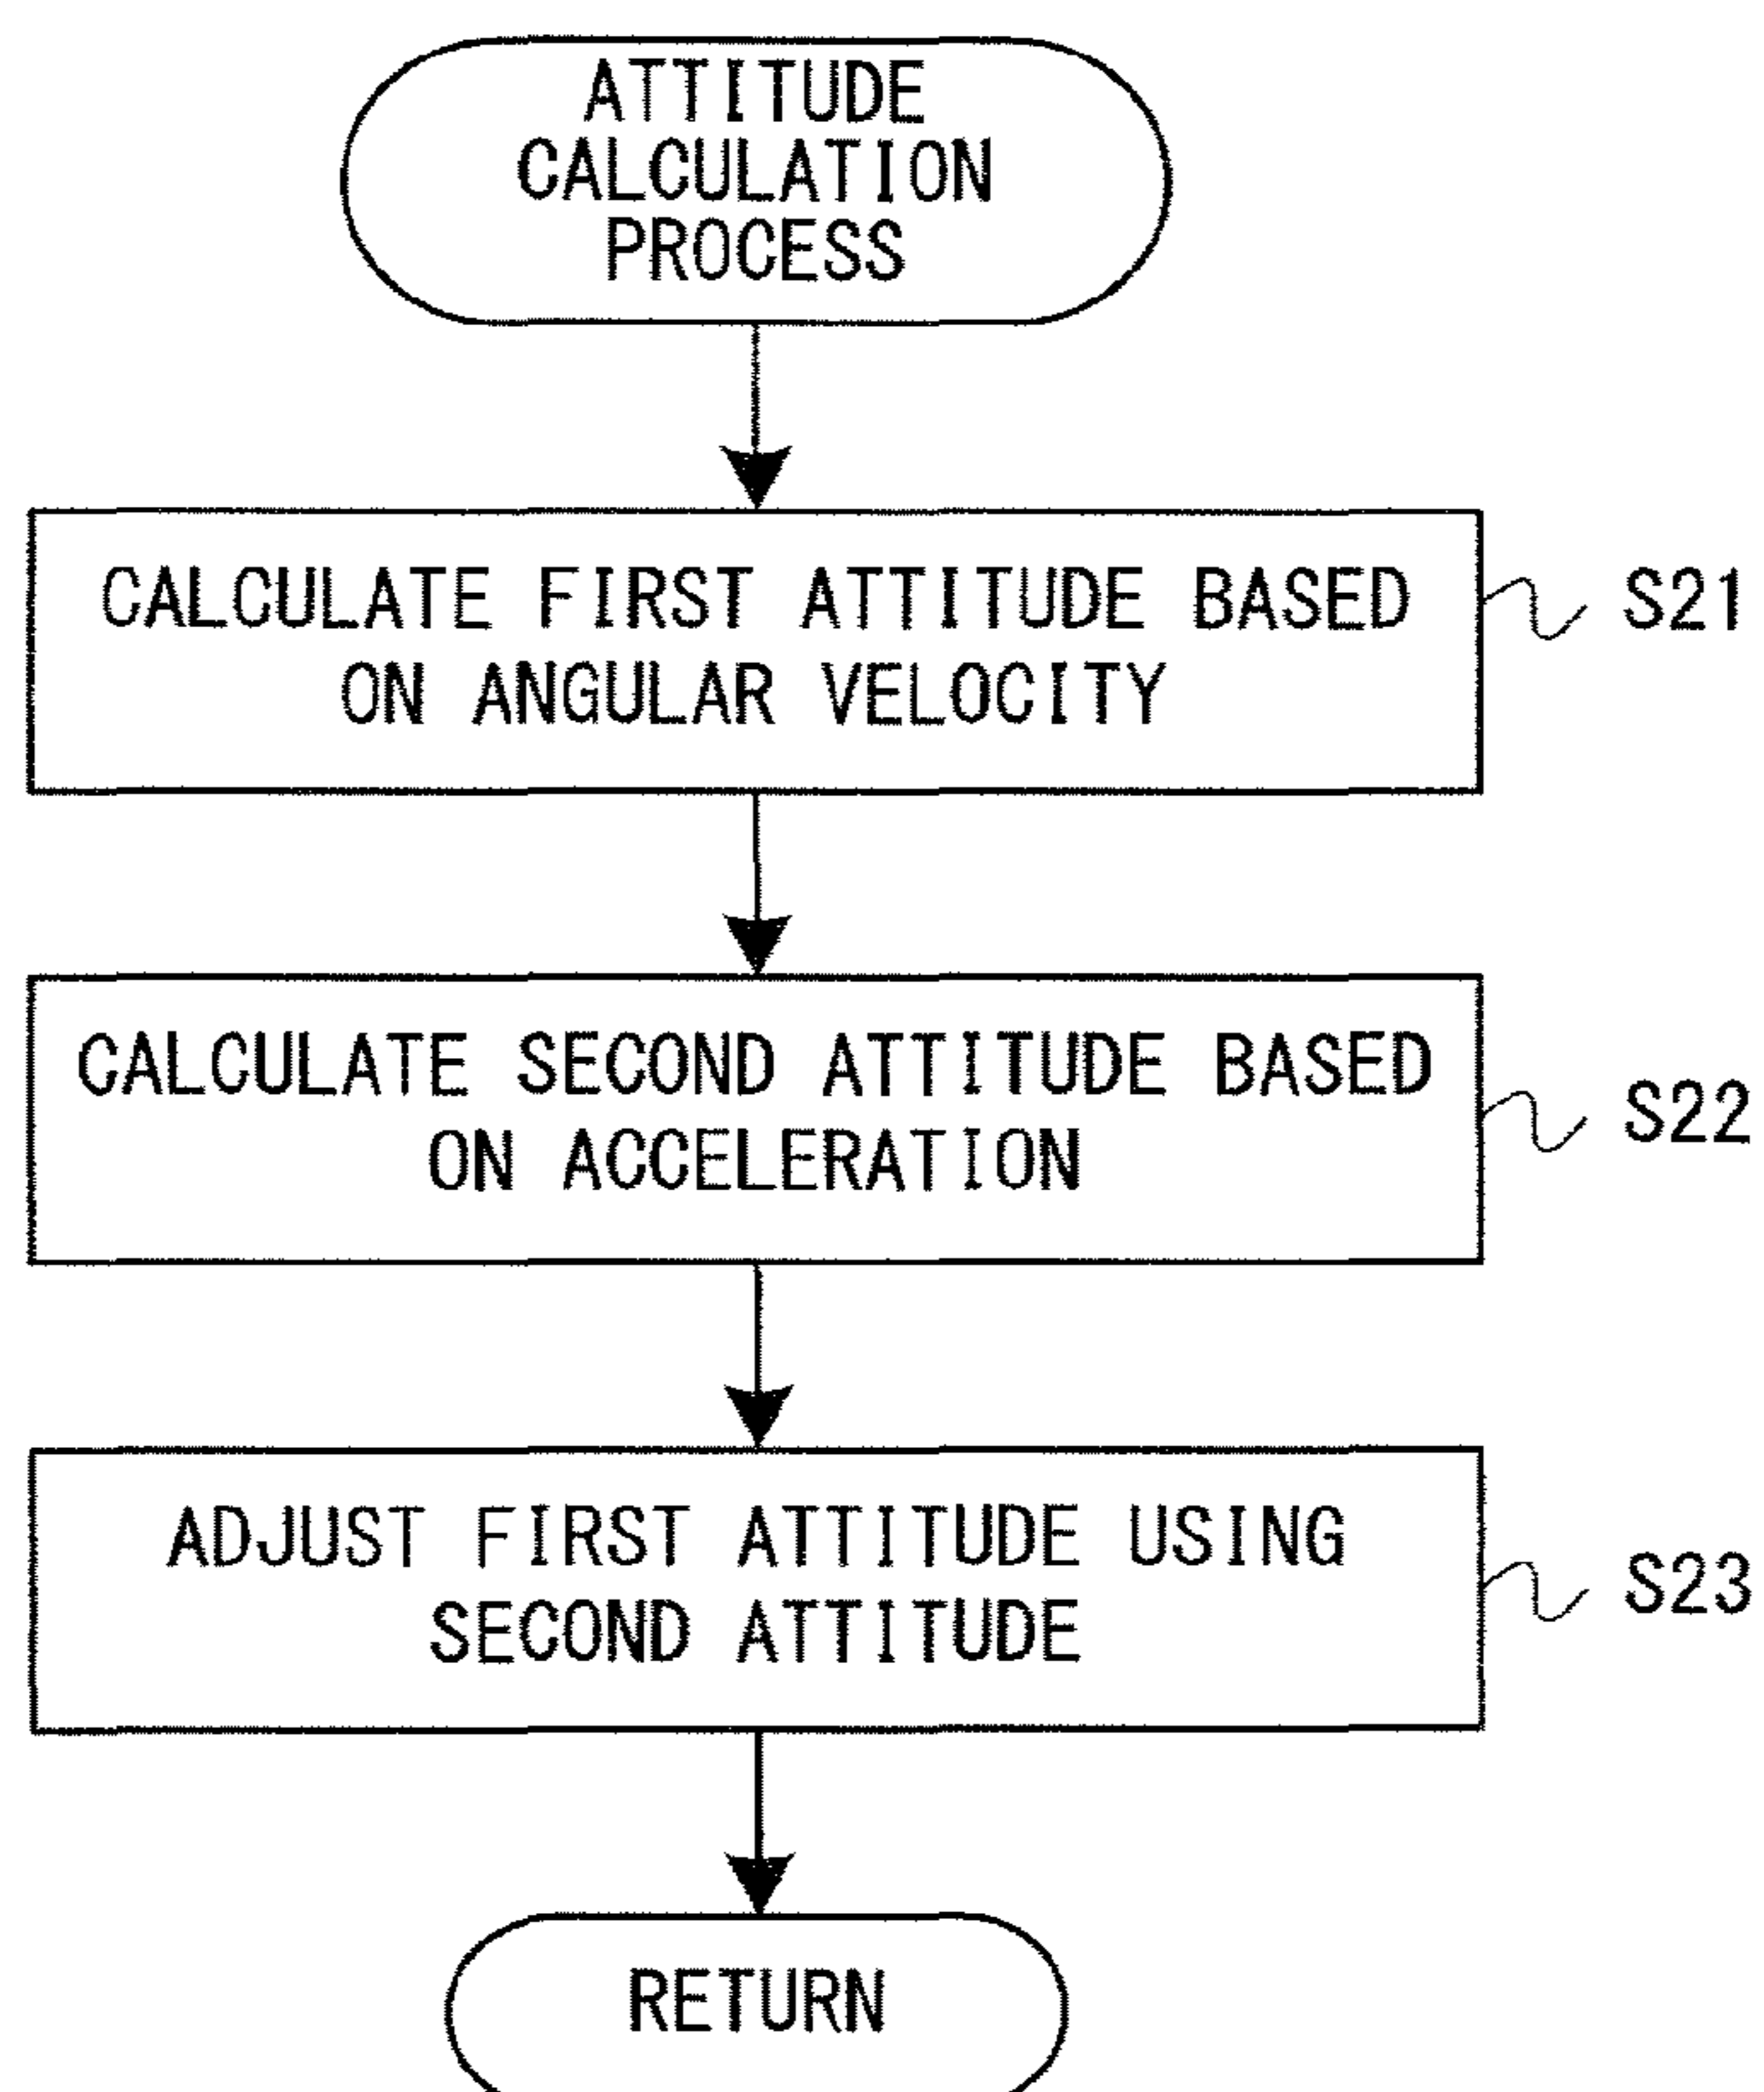 ATTITUDE
CALCULATION
PROCESS
CALCULATE FIRST ATTITUDE BASED
ON ANGULAR VELOCITY
S21
CALCULATE SECOND ATTITUDE BASED
ON ACCELERATION
S22
ADJUST FIRST ATTITUDE USING
SECOND ATTITUDE
S23
RETURN